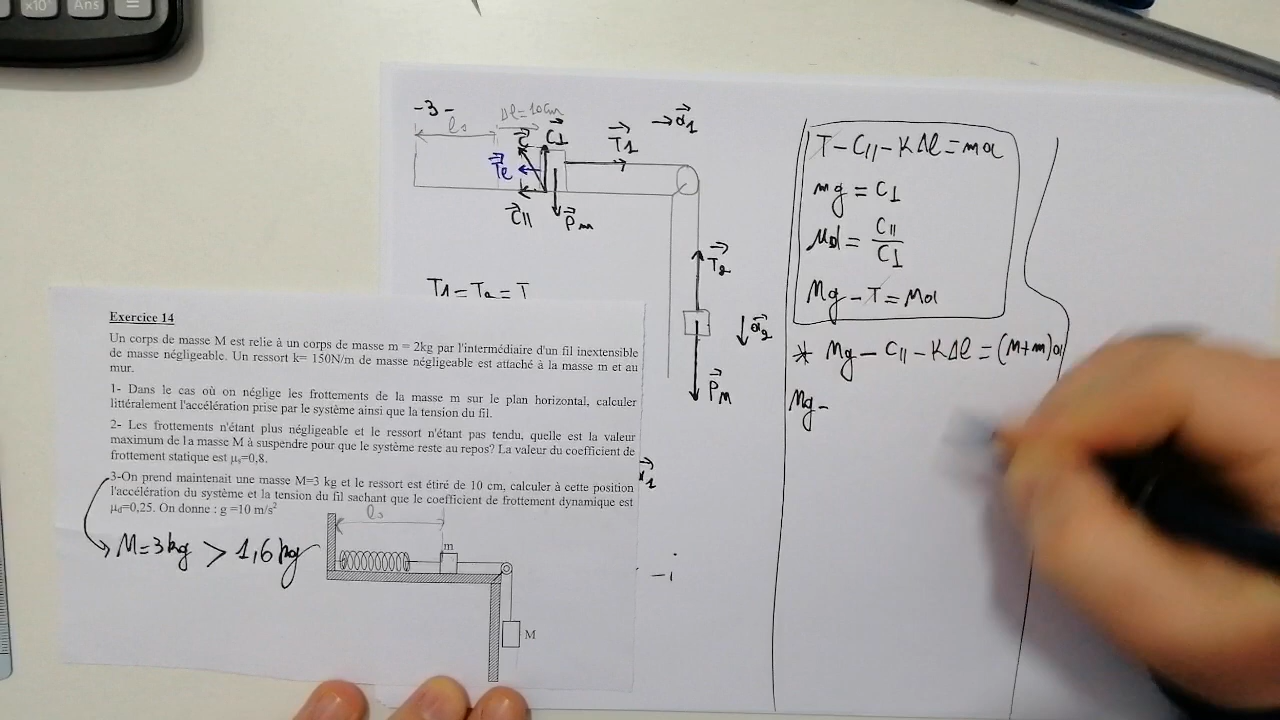 ×10ˣ Ans =
-3-
Δl=10cm
l₀
C⃗ C⃗⊥
T⃗1
→a⃗1
T⃗e
C⃗||
P⃗m
T⃗2
a⃗2
P⃗M
T1=T2=T
Exercice 14
Un corps de masse M est relie à un corps de masse m = 2kg par l'intermédiaire d'un fil inextensible
de masse négligeable. Un ressort k= 150N/m de masse négligeable est attaché à la masse m et au
mur.
1- Dans le cas où on néglige les frottements de la masse m sur le plan horizontal, calculer
littéralement l'accélération prise par le système ainsi que la tension du fil.
2- Les frottements n'étant plus négligeable et le ressort n'étant pas tendu, quelle est la valeur
maximum de la masse M à suspendre pour que le système reste au repos? La valeur du coefficient de
frottement statique est μs=0,8.
3-On prend maintenait une masse M=3 kg et le ressort est étiré de 10 cm, calculer à cette position
l'accélération du système et la tension du fil sachant que le coefficient de frottement dynamique est
μd=0,25. On donne : g =10 m/s²
l₀
M=3kg > 1,6kg
m
M
T-C||-KΔl=ma
mg=C⊥
μd=C||/C⊥
Mg-T=Ma
* Mg-C||-KΔl=(M+m)a
Mg-